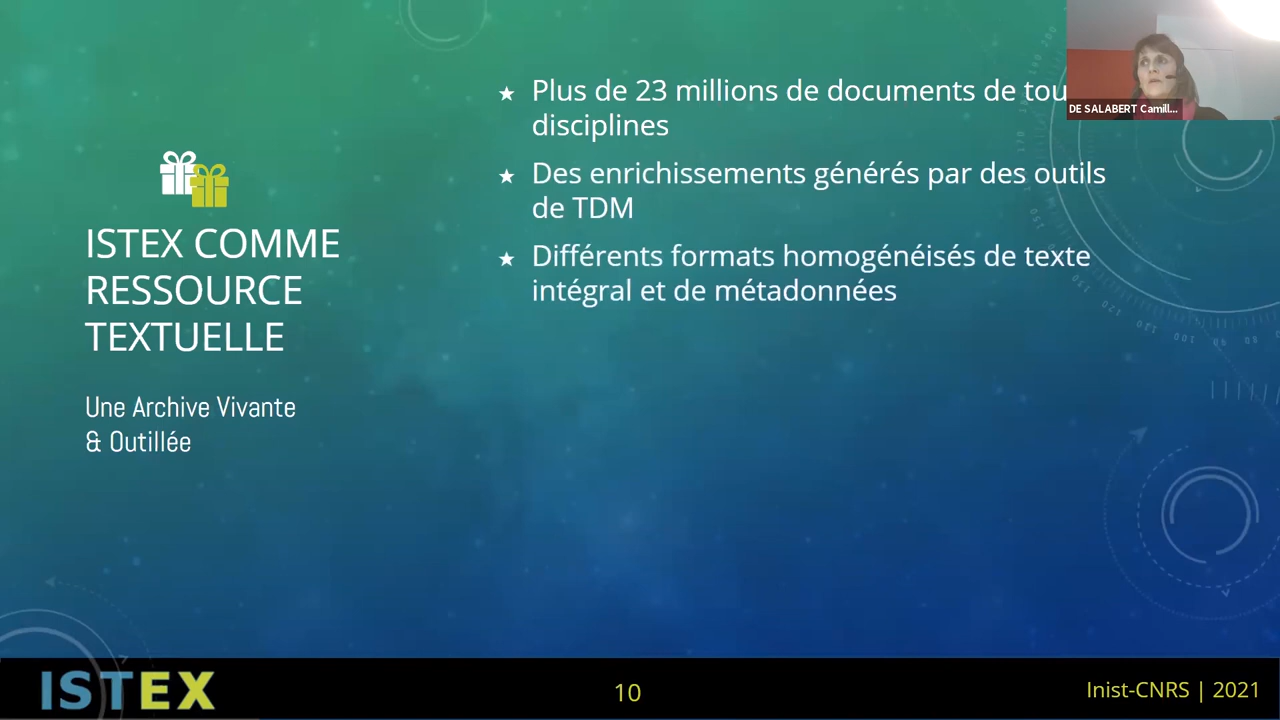 DE SALABERT Camill...
ISTEX COMME
RESSOURCE
TEXTUELLE
Une Archive Vivante
& Outillée
★ Plus de 23 millions de documents de
disciplines
★ Des enrichissements générés par des outils
de TDM
★ Différents formats homogénéisés de texte
intégral et de métadonnées
ISTEX
10
Inist-CNRS | 2021